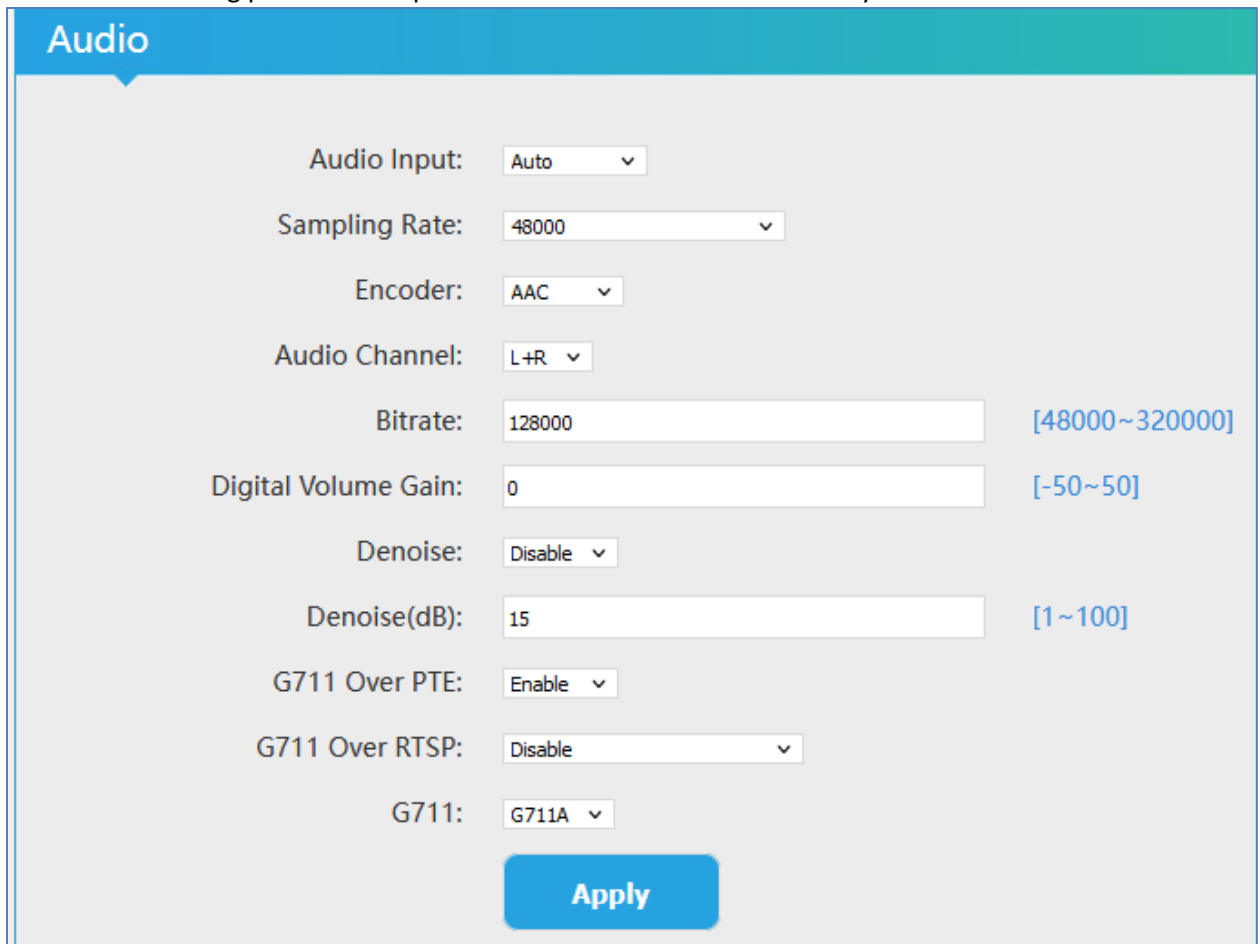 Audio
Audio Input: Auto
Sampling Rate: 48000
Encoder: AAC
Audio Channel: L+R
Bitrate: 128000 [48000~320000]
Digital Volume Gain: 0 [-50~50]
Denoise: Disable
Denoise(dB): 15 [1~100]
G711 Over PTE: Enable
G711 Over RTSP: Disable
G711: G711A
Apply